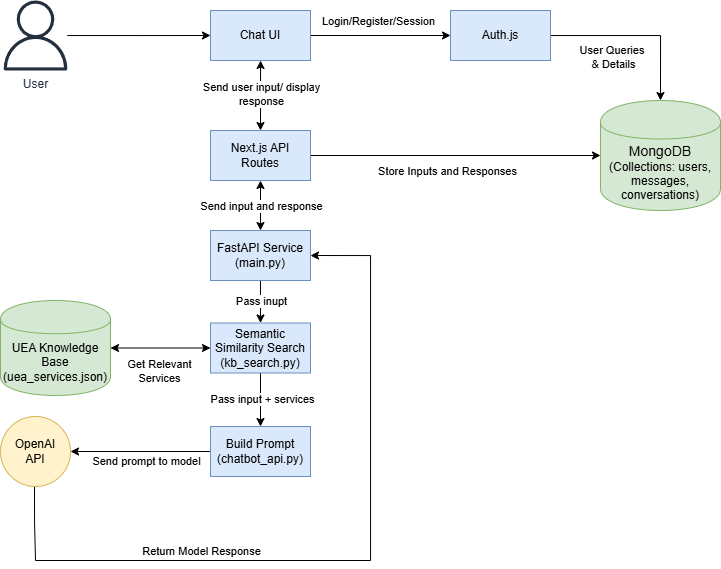 Login/Register/Session
Chat UI
Auth.js
User Queries
& Details
User
Send user input/ display
response
Next.js API
Routes
Store Inputs and Responses
MongoDB
(Collections: users,
messages,
conversations)
Send input and response
FastAPI Service
(main.py)
Pass inupt
Semantic
Similarity Search
(kb_search.py)
UEA Knowledge
Base
(uea_services.json)
Get Relevant
Services
Pass input + services
OpenAI
API
Send prompt to model
Build Prompt
(chatbot_api.py)
Return Model Response